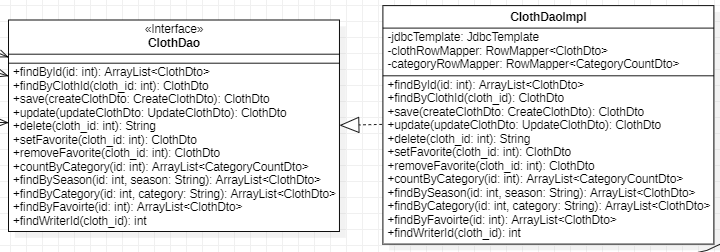 «Interface»
ClothDao
+findById(id: int): ArrayList<ClothDto>
+findByClothId(cloth_id: int): ClothDto
+save(createClothDto: CreateClothDto): ClothDto
+update(updateClothDto: UpdateClothDto): ClothDto
+delete(cloth_id: int): String
+setFavorite(cloth_id: int): ClothDto
+removeFavorite(cloth_id: int): ClothDto
+countByCategory(id: int): ArrayList<CategoryCountDto>
+findBySeason(id: int, season: String): ArrayList<ClothDto>
+findByCategory(id: int, category: String): ArrayList<ClothDto>
+findByFavoirte(id: int): ArrayList<ClothDto>
+findWriterId(cloth_id): int
ClothDaoImpl
-jdbcTemplate: JdbcTemplate
-clothRowMapper: RowMapper<ClothDto>
-categoryRowMapper: RowMapper<CategoryCountDto>
+findById(id: int): ArrayList<ClothDto>
+findByClothId(cloth_id): ClothDto
+save(createClothDto: CreateClothDto): ClothDto
+update(updateClothDto: UpdateClothDto): ClothDto
+delete(cloth_id: int): String
+setFavorite(cloth_id: int): ClothDto
+removeFavorite(cloth_id: int): ClothDto
+countByCategory(id: int): ArrayList<CategoryCountDto>
+findBySeason(id: int, season: String): ArrayList<ClothDto>
+findByCategory(id: int, category: String): ArrayList<ClothDto>
+findByFavoirte(id: int): ArrayList<ClothDto>
+findWriterId(cloth_id): int